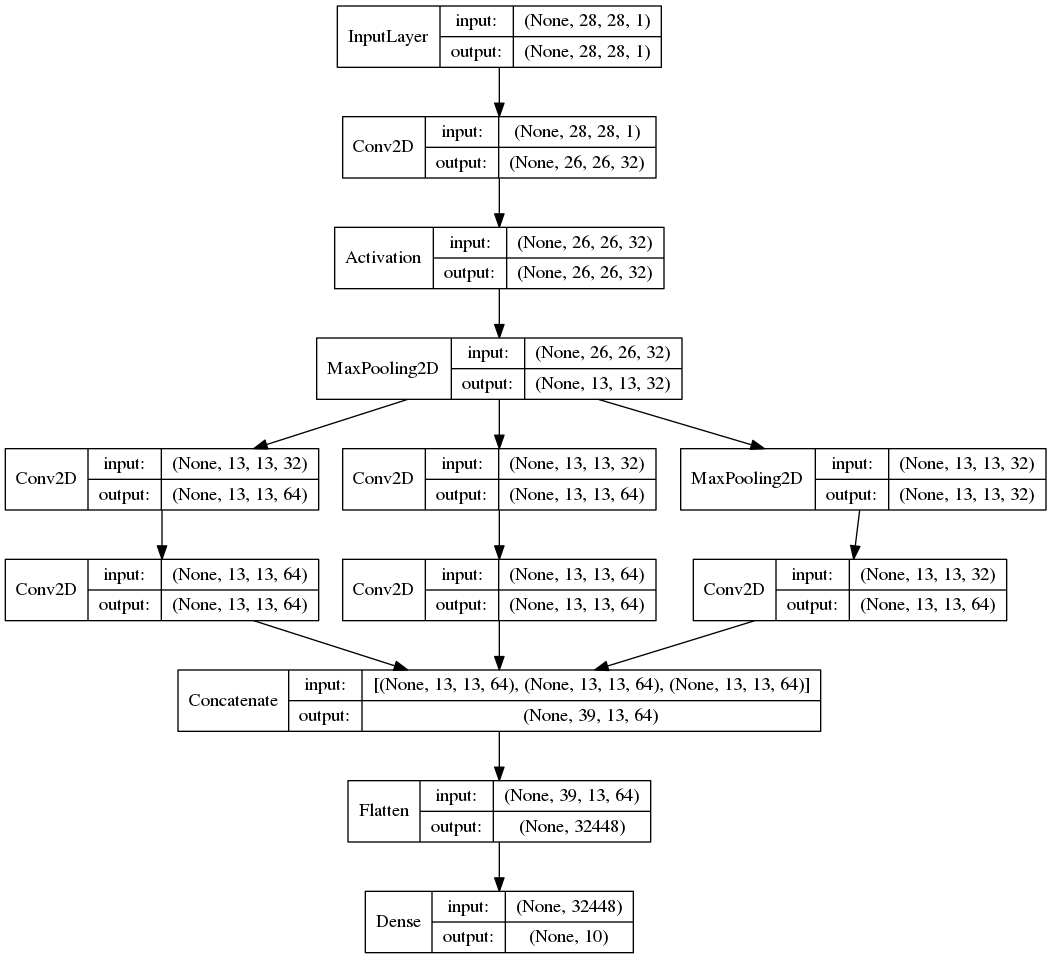 InputLayer
input:
(None, 28, 28, 1)
output:
(None, 28, 28, 1)
Conv2D
input:
(None, 28, 28, 1)
output:
(None, 26, 26, 32)
Activation
input:
(None, 26, 26, 32)
output:
(None, 26, 26, 32)
MaxPooling2D
input:
(None, 26, 26, 32)
output:
(None, 13, 13, 32)
Conv2D
input:
(None, 13, 13, 32)
output:
(None, 13, 13, 64)
Conv2D
input:
(None, 13, 13, 32)
output:
(None, 13, 13, 64)
MaxPooling2D
input:
(None, 13, 13, 32)
output:
(None, 13, 13, 32)
Conv2D
input:
(None, 13, 13, 64)
output:
(None, 13, 13, 64)
Conv2D
input:
(None, 13, 13, 64)
output:
(None, 13, 13, 64)
Conv2D
input:
(None, 13, 13, 32)
output:
(None, 13, 13, 64)
Concatenate
input:
[(None, 13, 13, 64), (None, 13, 13, 64), (None, 13, 13, 64)]
output:
(None, 39, 13, 64)
Flatten
input:
(None, 39, 13, 64)
output:
(None, 32448)
Dense
input:
(None, 32448)
output:
(None, 10)